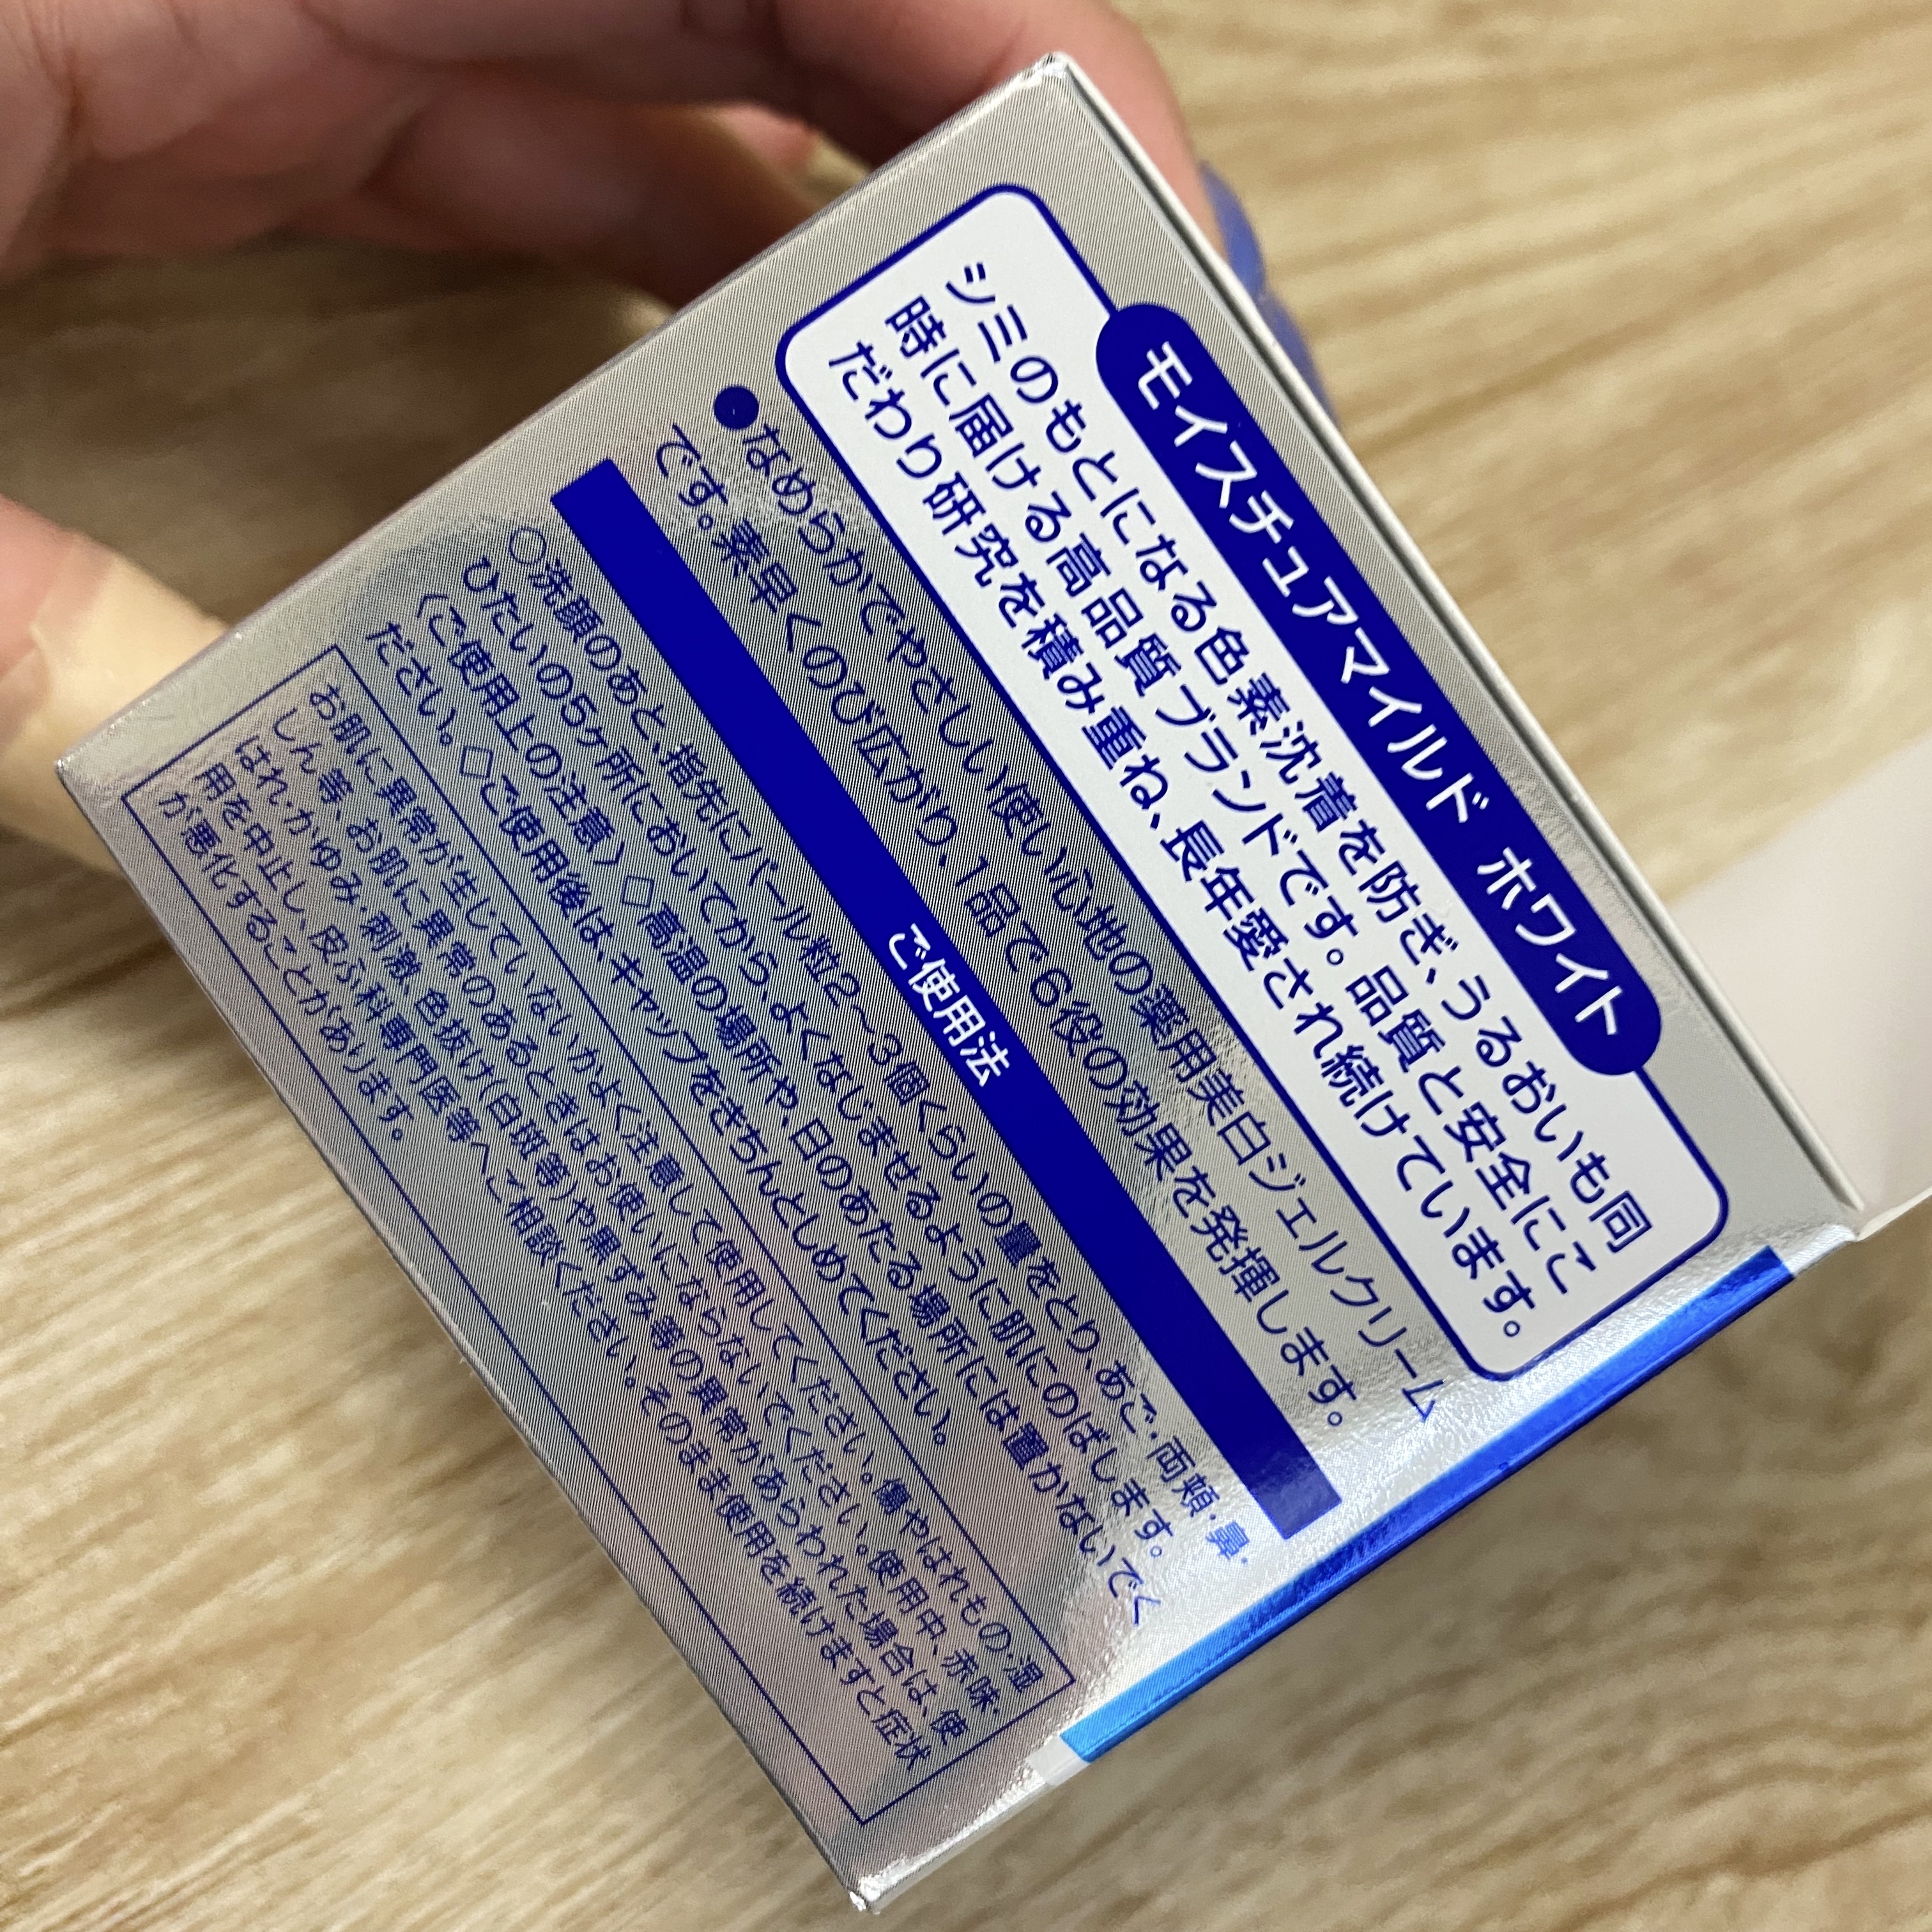 モイスチュアマイルド ホワイト
シミのもとになる色素沈着を防ぎ、うるおいも同
時に届ける高品質ブランドです。品質と安全にこ
だわり研究を積み重ね、長年愛され続けています。
●なめらかでやさしい使い心地の薬用美白ジェルクリーム
です。素早くのび広がり、1品で6役の効果を発揮します。
ご使用法
○洗顔のあと、指先にパール粒2～3個くらいの量をとり、あご・両頬・鼻・
ひたいの5ヶ所においてから、よくはじませるように肌にのばします。
〈ご使用上の注意〉◇高温の場所や、日のあたる場所には置かないでく
ださい。◇ご使用後は、キャップをきちんとしめてください。
お肌に異常が生じていないかよく注意して使用してください。傷やはれもの・湿
しん等、お肌に異常のあるときはお使いにならないでください。使用中、赤味・
はれ・かゆみ・刺激、色抜け(白斑等)や黒ずみ等の異常があらわれた場合は、使
用を中止し、皮ふ科専門医等へご相談ください。そのまま使用を続けますと症状
が悪化することがあります。